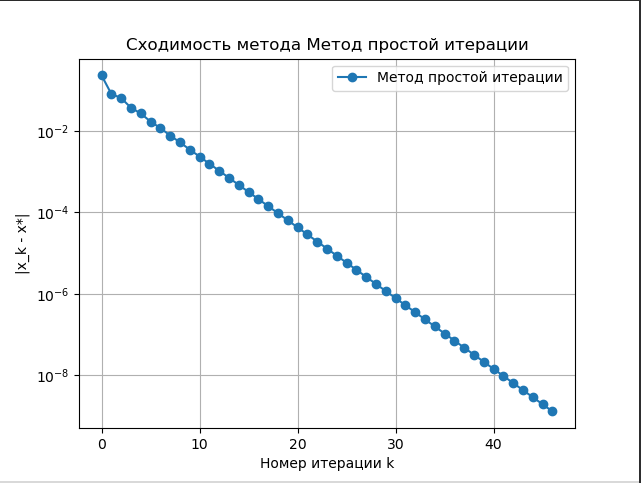 Сходимость метода Метод простой итерации
Метод простой итерации
10⁻²
10⁻⁴
10⁻⁶
10⁻⁸
|x_k - x*|
0 10 20 30 40
Номер итерации k